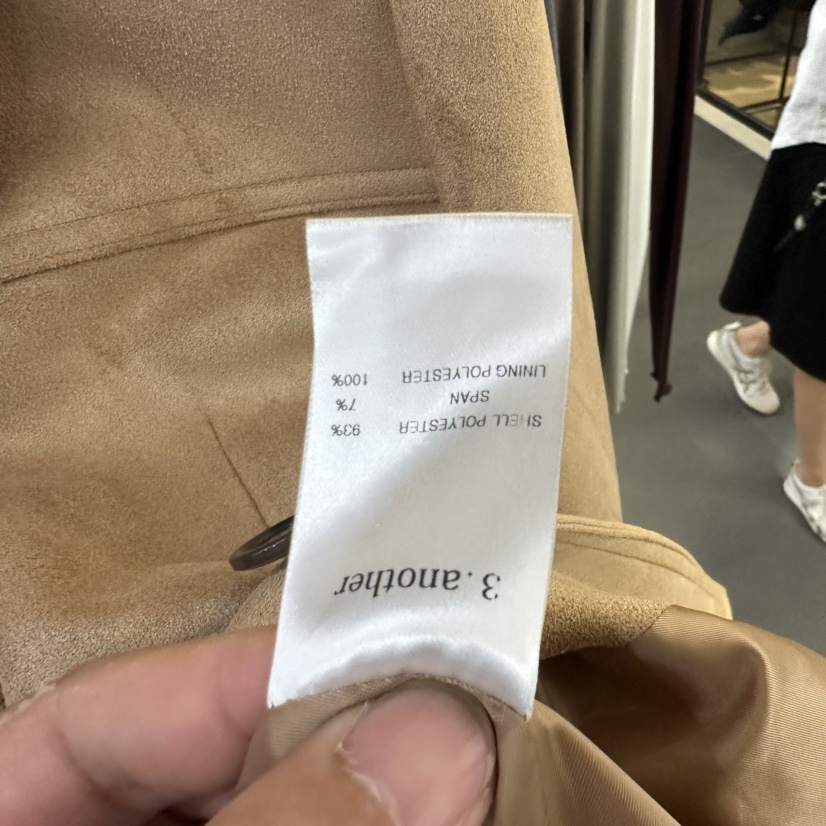 3.another
SHELL POLYESTER 93%
SPAN 7%
LINING POLYESTER 100%